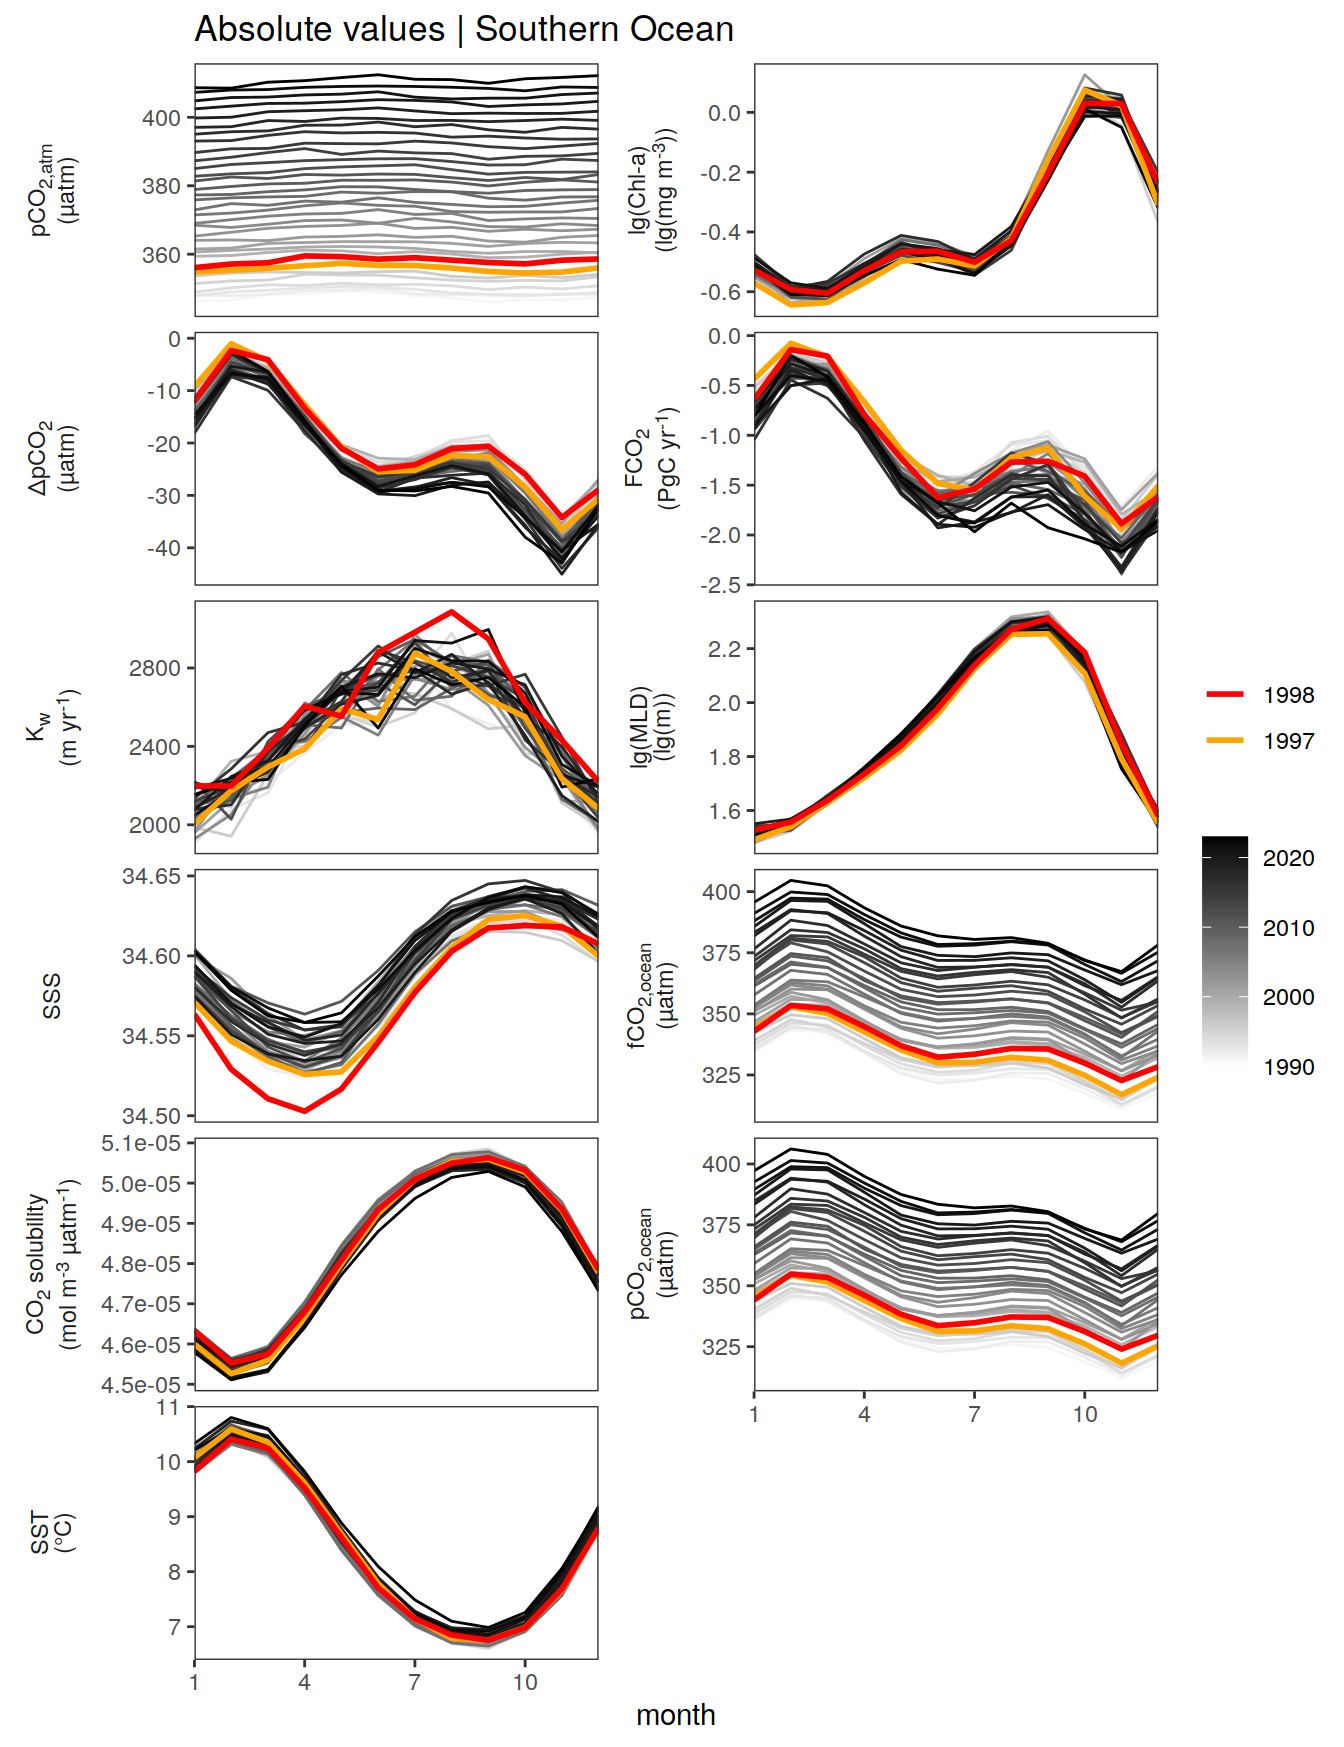 Absolute values | Southern Ocean
pCO2,atm
(µatm)
400
380
360
lg(Chl-a)
(lg(mg m-3))
0.0
-0.2
-0.4
-0.6
ΔpCO2
(µatm)
0
-10
-20
-30
-40
FCO2
(PgC yr-1)
0.0
-0.5
-1.0
-1.5
-2.0
-2.5
Kw
(m yr-1)
2800
2400
2000
lg(MLD)
(lg(m))
2.2
2.0
1.8
1.6
SSS
34.65
34.60
34.55
34.50
fCO2,ocean
(µatm)
400
375
350
325
CO2 solubility
(mol m-3 µatm-1)
5.1e-05
5.0e-05
4.9e-05
4.8e-05
4.7e-05
4.6e-05
4.5e-05
pCO2,ocean
(µatm)
400
375
350
325
1 4 7 10
SST
(°C)
11
10
9
8
7
1 4 7 10
month
1998
1997
2020
2010
2000
1990